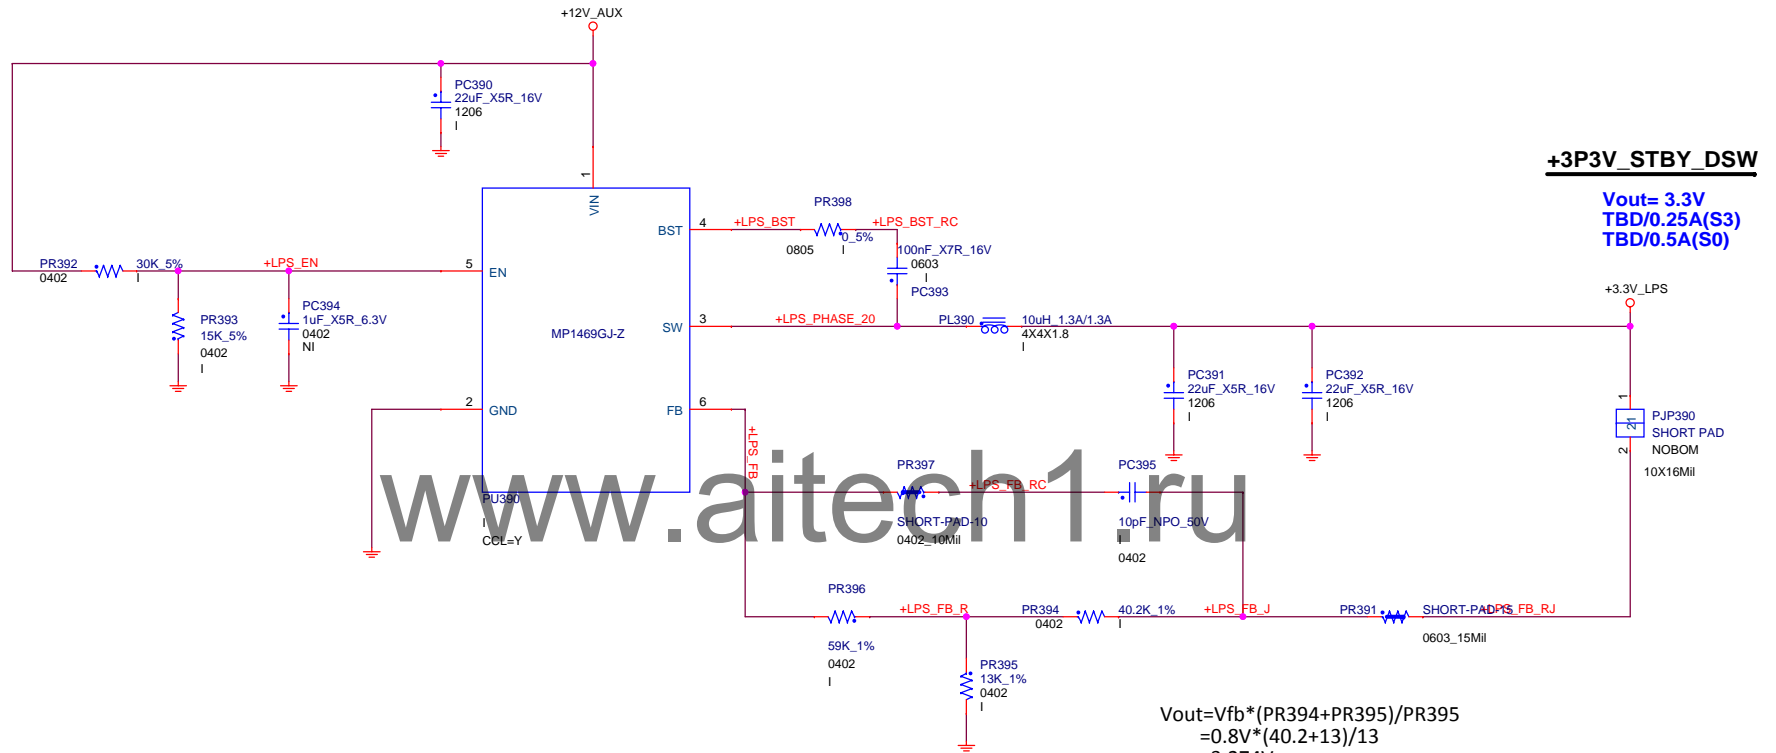 +12V_AUX
PC390
22uF_X5R_16V
1206
I
+3P3V_STBY_DSW
Vout= 3.3V
TBD/0.25A(S3)
TBD/0.5A(S0)
1
VIN
PR398
+LPS_BST
+LPS_BST_RC
4
BST
0_5%
0805
I
100nF_X7R_16V
0603
I
PC393
PR392
0402
30K_5%
I
+LPS_EN
5
EN
+3.3V_LPS
PC394
1uF_X5R_6.3V
0402
NI
PR393
15K_5%
0402
I
MP1469GJ-Z
SW
3
+LPS_PHASE_20
PL390
10uH_1.3A/1.3A
4X4X1.8
I
PC391
22uF_X5R_16V
1206
I
PC392
22uF_X5R_16V
1206
I
2
GND
FB
6
+LPS_FB
1
21
2
PJP390
SHORT PAD
NOBOM
10X16Mil
www.aitech1.ru
PU390
I
CCL=Y
PR397
+LPS_FB_RC
SHORT-PAD-10
0402_10Mil
PC395
10pF_NPO_50V
I
0402
PR396
+LPS_FB_R
59K_1%
0402
I
PR394
0402
40.2K_1%
I
+LPS_FB_J
PR391
SHORT-PAD-15
+LPS_FB_RJ
0603_15Mil
PR395
13K_1%
0402
I
Vout=Vfb*(PR394+PR395)/PR395
=0.8V*(40.2+13)/13